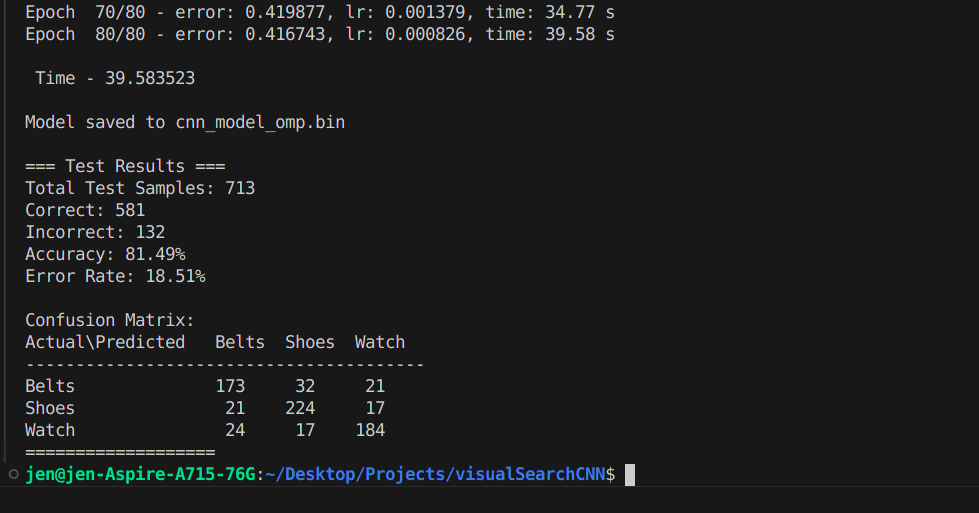 Epoch  70/80 - error: 0.419877, lr: 0.001379, time: 34.77 s
Epoch  80/80 - error: 0.416743, lr: 0.000826, time: 39.58 s
 Time - 39.583523
Model saved to cnn_model_omp.bin
=== Test Results ===
Total Test Samples: 713
Correct: 581
Incorrect: 132
Accuracy: 81.49%
Error Rate: 18.51%
Confusion Matrix:
Actual\Predicted   Belts  Shoes  Watch
----------------------------------------
Belts              173     32     21
Shoes               21    224     17
Watch               24     17    184
===================
jen@jen-Aspire-A715-76G:~/Desktop/Projects/visualSearchCNN$